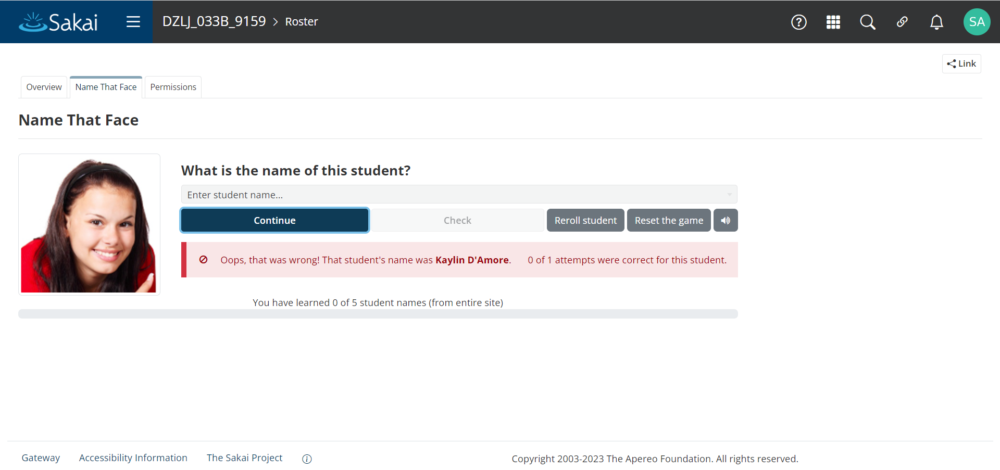 Sakai
DZLJ_033B_9159 > Roster
SA
Link
Overview
Name That Face
Permissions
Name That Face
What is the name of this student?
Enter student name...
Continue
Check
Reroll student
Reset the game
Oops, that was wrong! That student's name was Kaylin D'Amore. 0 of 1 attempts were correct for this student.
You have learned 0 of 5 student names (from entire site)
Gateway
Accessibility Information
The Sakai Project
Copyright 2003-2023 The Apereo Foundation. All rights reserved.